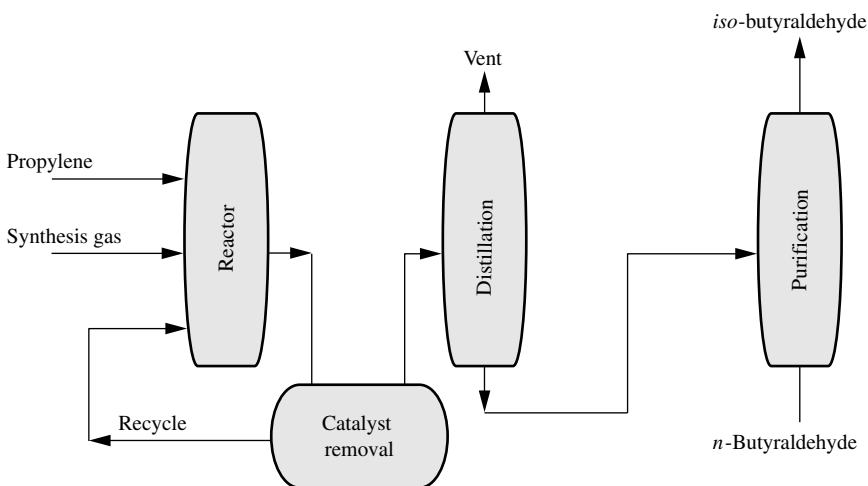 iso-butyraldehyde
Vent
Propylene
Synthesis gas
Reactor
Distillation
Purification
Recycle
Catalyst
removal
n-Butyraldehyde